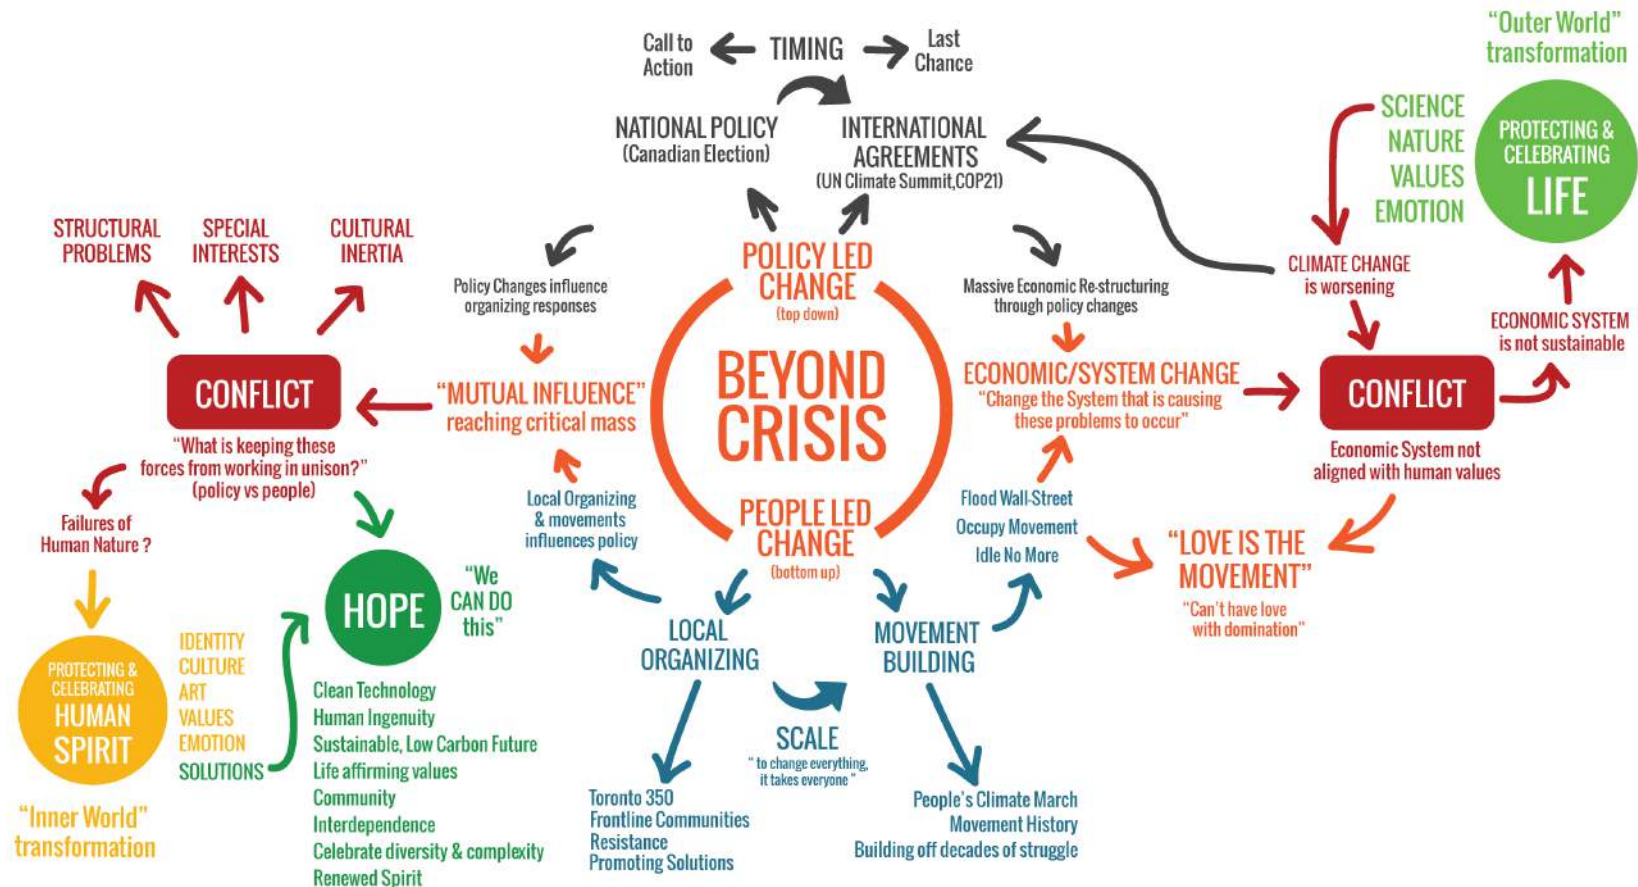 Call to
Action
TIMING
Last
Chance
NATIONAL POLICY
(Canadian Election)
INTERNATIONAL
AGREEMENTS
(UN Climate Summit,COP21)
"Outer World"
transformation
SCIENCE
NATURE
VALUES
EMOTION
PROTECTING &
CELEBRATING
LIFE
STRUCTURAL
PROBLEMS
SPECIAL
INTERESTS
CULTURAL
INERTIA
Policy Changes influence
organizing responses
POLICY LED
CHANGE
(top down)
Massive Economic Re-structuring
through policy changes
CLIMATE CHANGE
is worsening
ECONOMIC SYSTEM
is not sustainable
CONFLICT
"What is keeping these
forces from working in unison?"
(policy vs people)
"MUTUAL INFLUENCE"
reaching critical mass
BEYOND
CRISIS
ECONOMIC/SYSTEM CHANGE
"Change the System that is causing
these problems to occur"
CONFLICT
Economic System not
aligned with human values
Failures of
Human Nature ?
Local Organizing
& movements
influences policy
PEOPLE LED
CHANGE
(bottom up)
Flood Wall-Street
Occupy Movement
Idle No More
"LOVE IS THE
MOVEMENT"
"Can't have love
with domination"
HOPE
"We
CAN DO
this"
LOCAL
ORGANIZING
MOVEMENT
BUILDING
SCALE
" to change everything,
it takes everyone "
PROTECTING &
CELEBRATING
HUMAN
SPIRIT
IDENTITY
CULTURE
ART
VALUES
EMOTION
SOLUTIONS
"Inner World"
transformation
Clean Technology
Human Ingenuity
Sustainable, Low Carbon Future
Life affirming values
Community
Interdependence
Celebrate diversity & complexity
Renewed Spirit
Toronto 350
Frontline Communities
Resistance
Promoting Solutions
People's Climate March
Movement History
Building off decades of struggle